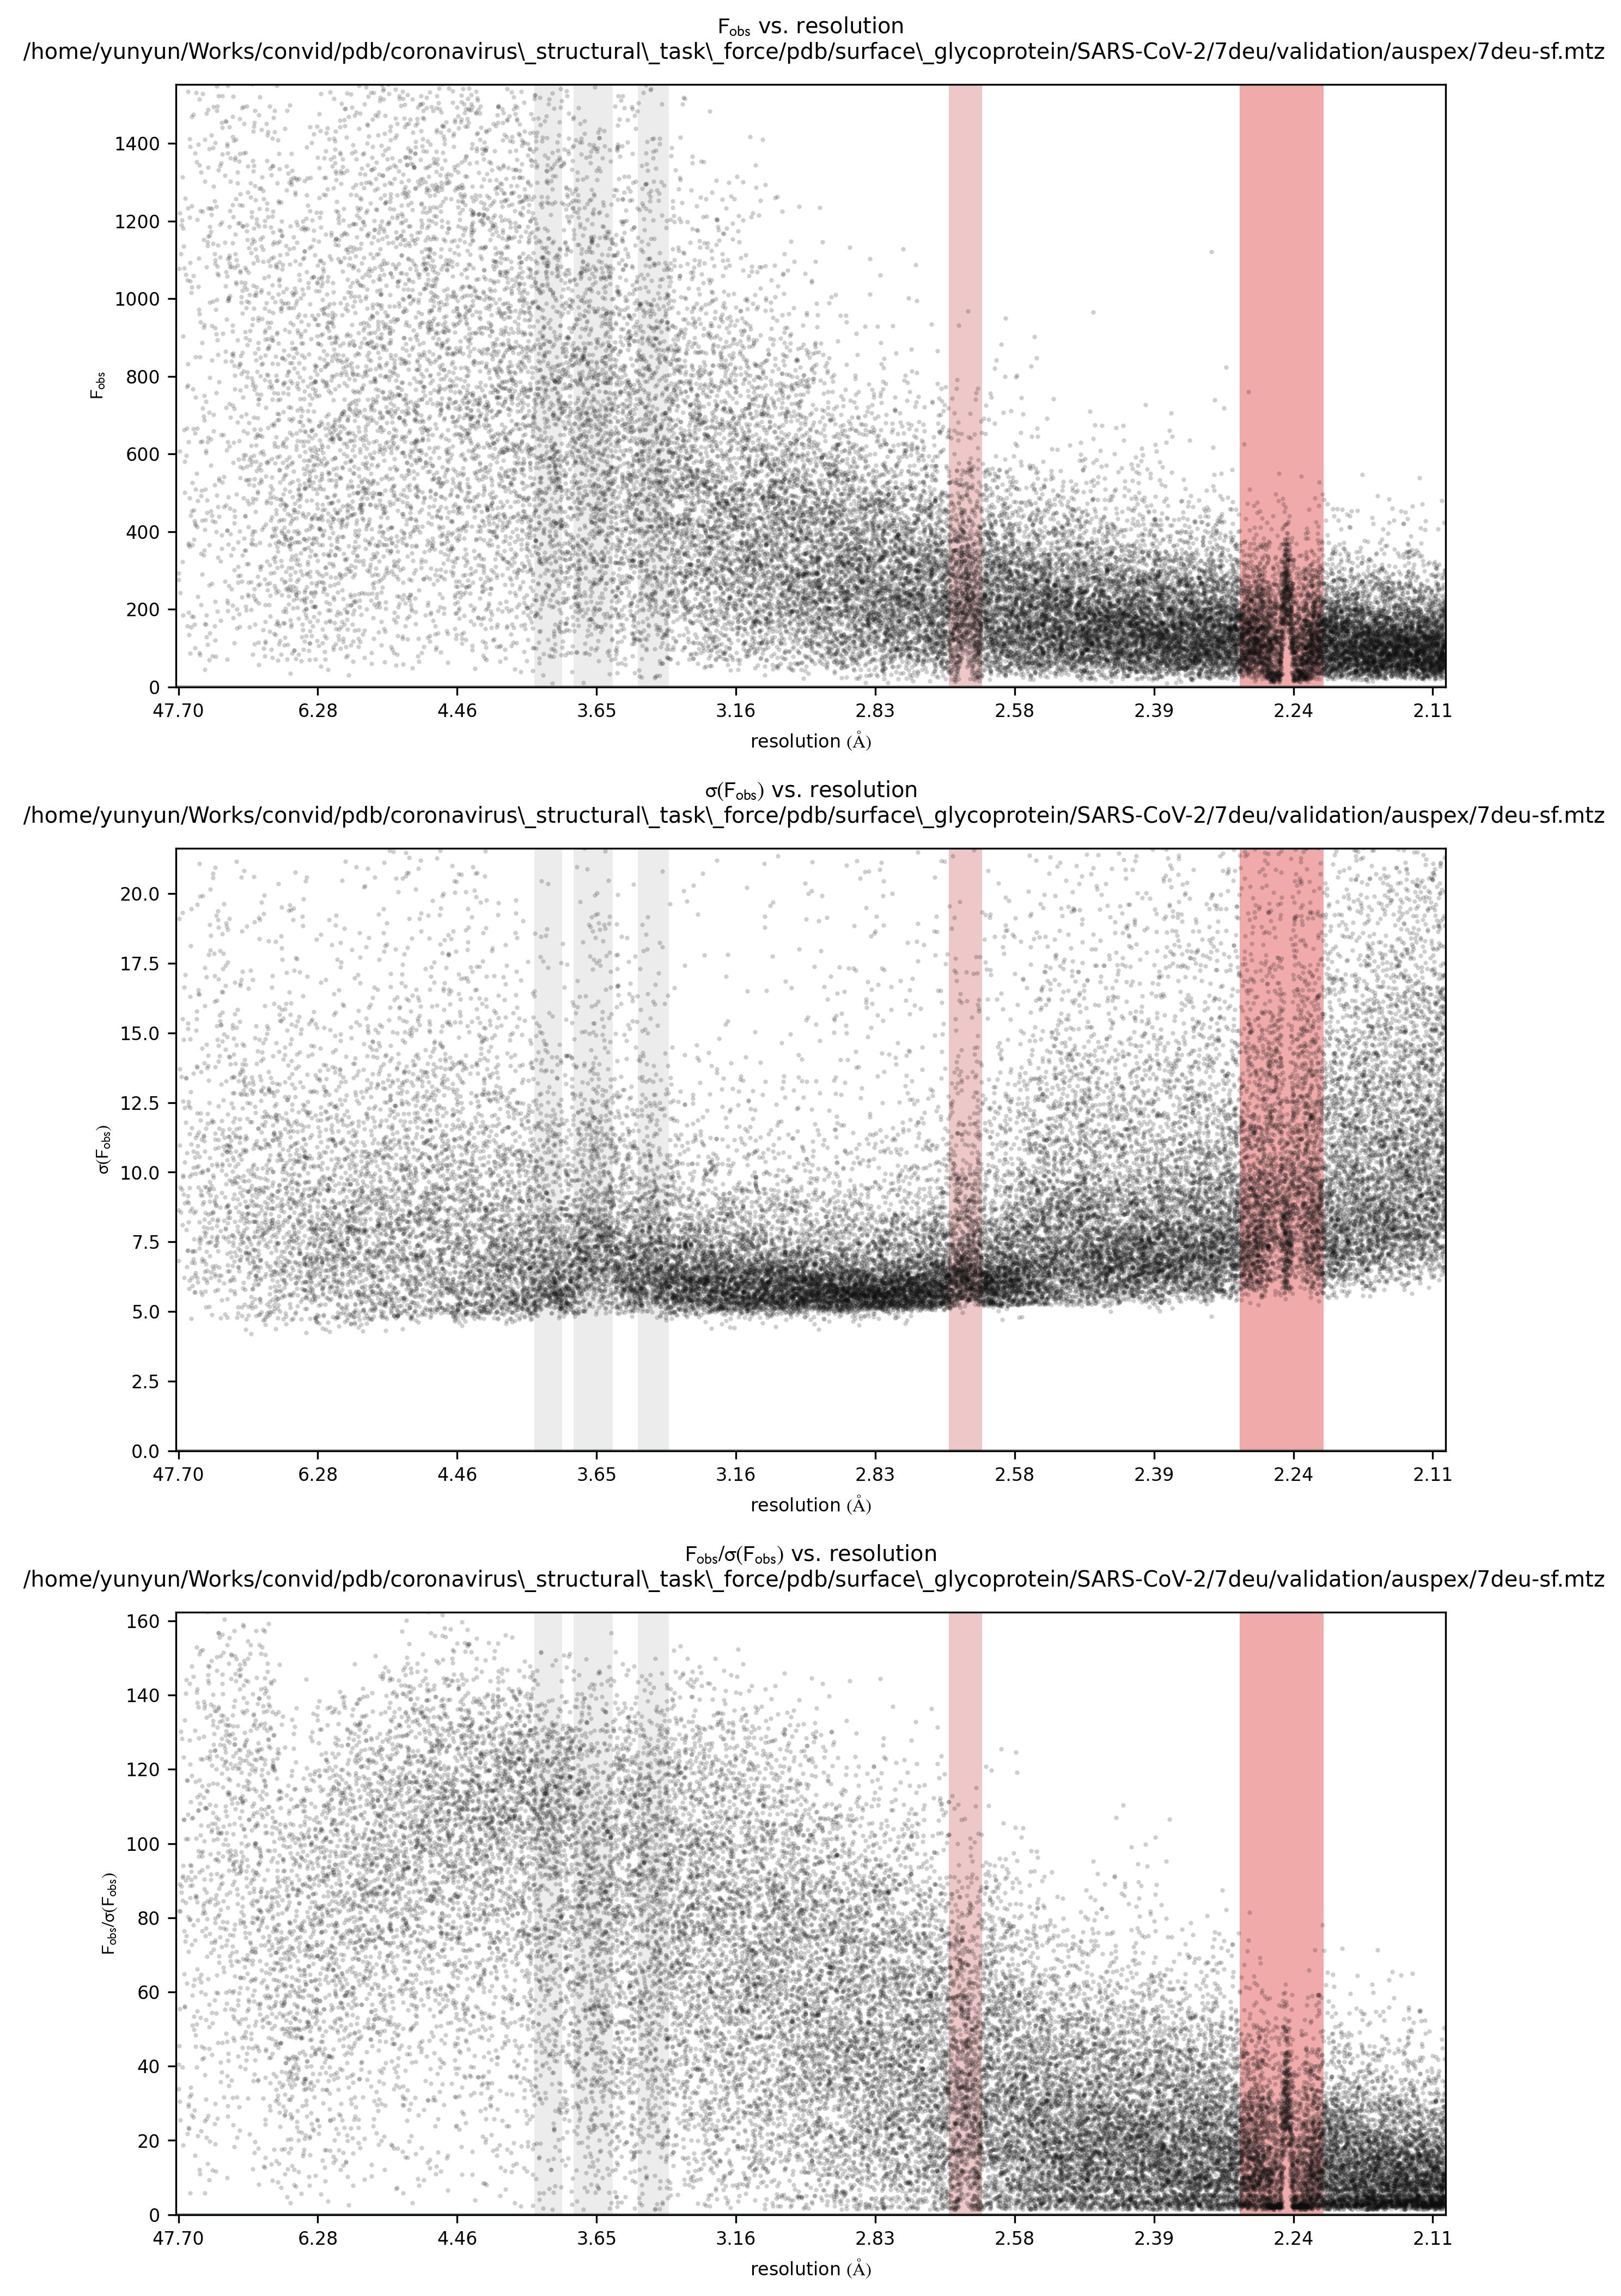 F_obs vs. resolution
/home/yunyun/Works/convid/pdb/coronavirus\_structural\_task\_force/pdb/surface\_glycoprotein/SARS-CoV-2/7deu/validation/auspex/7deu-sf.mtz
1400
1200
1000
800
600
400
200
0
F_obs
47.70 6.28 4.46 3.65 3.16 2.83 2.58 2.39 2.24 2.11
resolution (Å)
σ(F_obs) vs. resolution
/home/yunyun/Works/convid/pdb/coronavirus\_structural\_task\_force/pdb/surface\_glycoprotein/SARS-CoV-2/7deu/validation/auspex/7deu-sf.mtz
20.0
17.5
15.0
12.5
10.0
7.5
5.0
2.5
0.0
σ(F_obs)
47.70 6.28 4.46 3.65 3.16 2.83 2.58 2.39 2.24 2.11
resolution (Å)
F_obs/σ(F_obs) vs. resolution
/home/yunyun/Works/convid/pdb/coronavirus\_structural\_task\_force/pdb/surface\_glycoprotein/SARS-CoV-2/7deu/validation/auspex/7deu-sf.mtz
160
140
120
100
80
60
40
20
0
F_obs/σ(F_obs)
47.70 6.28 4.46 3.65 3.16 2.83 2.58 2.39 2.24 2.11
resolution (Å)